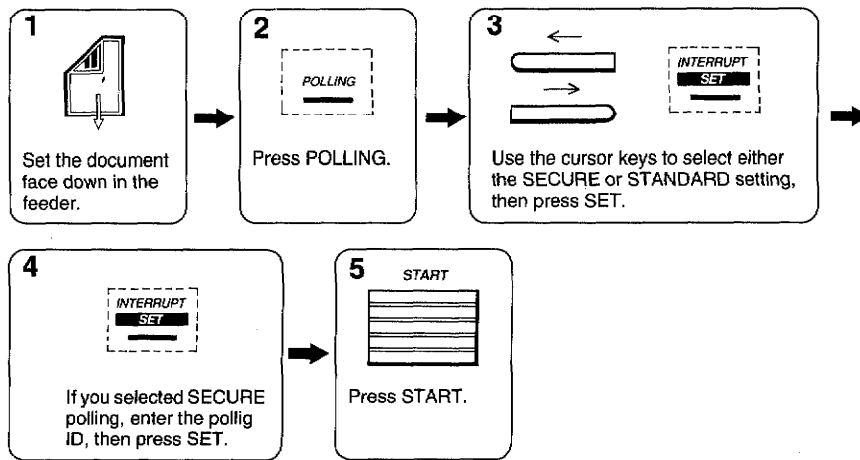 1
Set the document
face down in the
feeder.
2
POLLING
Press POLLING.
3
INTERRUPT
SET
Use the cursor keys to select either
the SECURE or STANDARD setting,
then press SET.
4
INTERRUPT
SET
If you selected SECURE
polling, enter the pollig
ID, then press SET.
5
START
Press START.